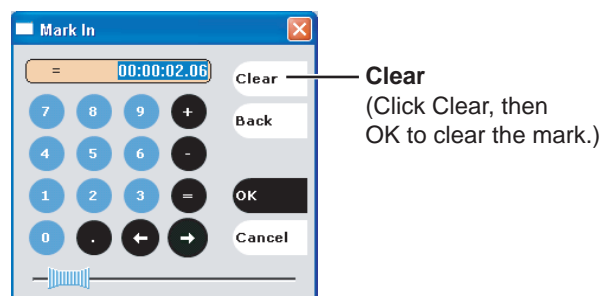 Mark In
= 00:00:02.06
Clear
Back
7 8 9 +
4 5 6 -
1 2 3 =
0 . ← →
OK
Cancel
Clear
(Click Clear, then
OK to clear the mark.)